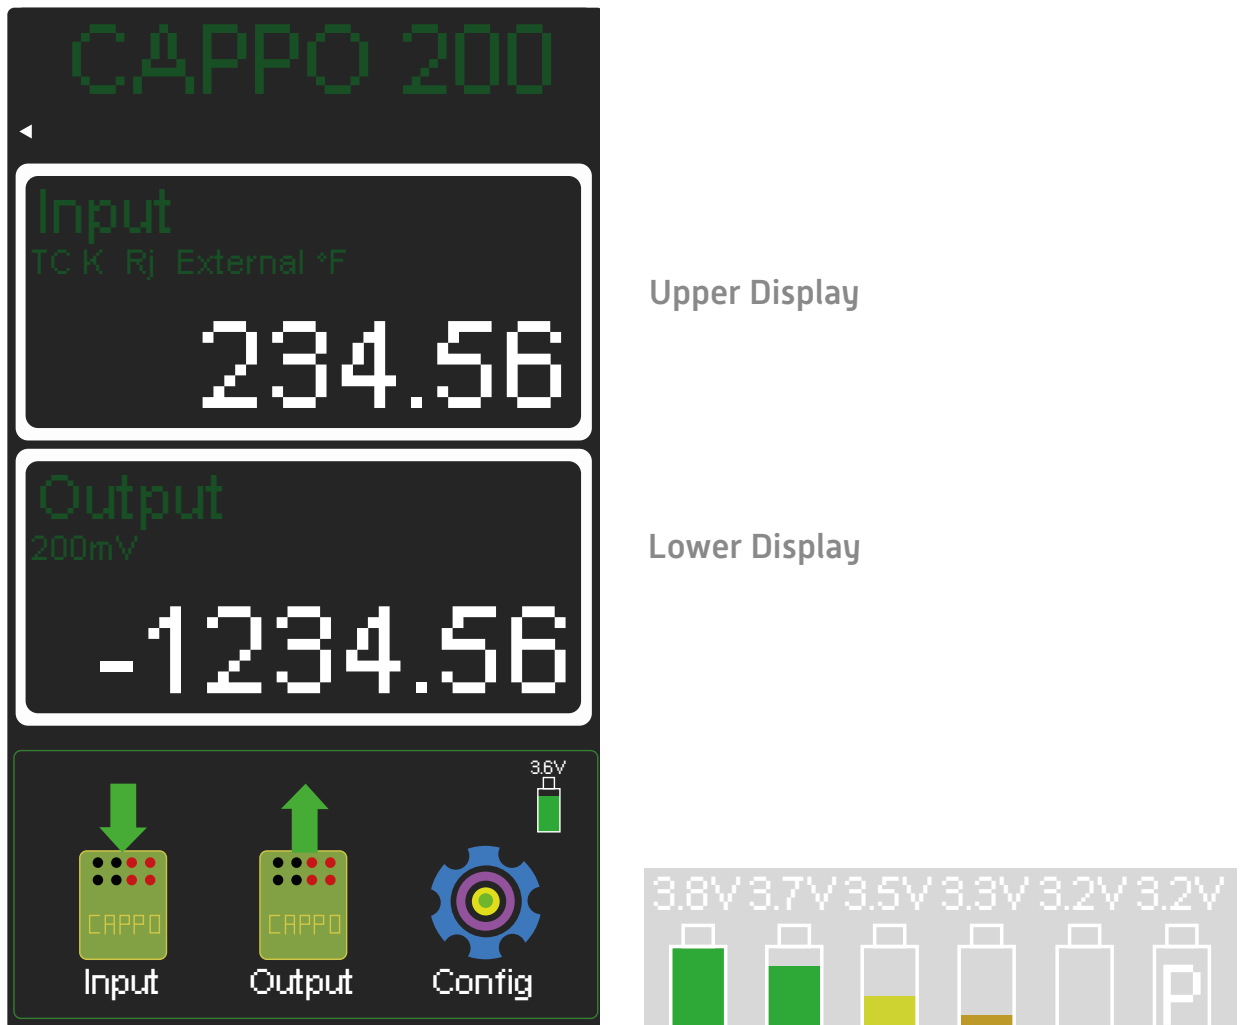 CAPPO 200
Input
TC K Rj External °F
234.56
Upper Display
Output
200mV
-1234.56
Lower Display
3.6V
CAPPO
CAPPO
Input Output Config
3.8V 3.7V 3.5V 3.3V 3.2V 3.2V
P